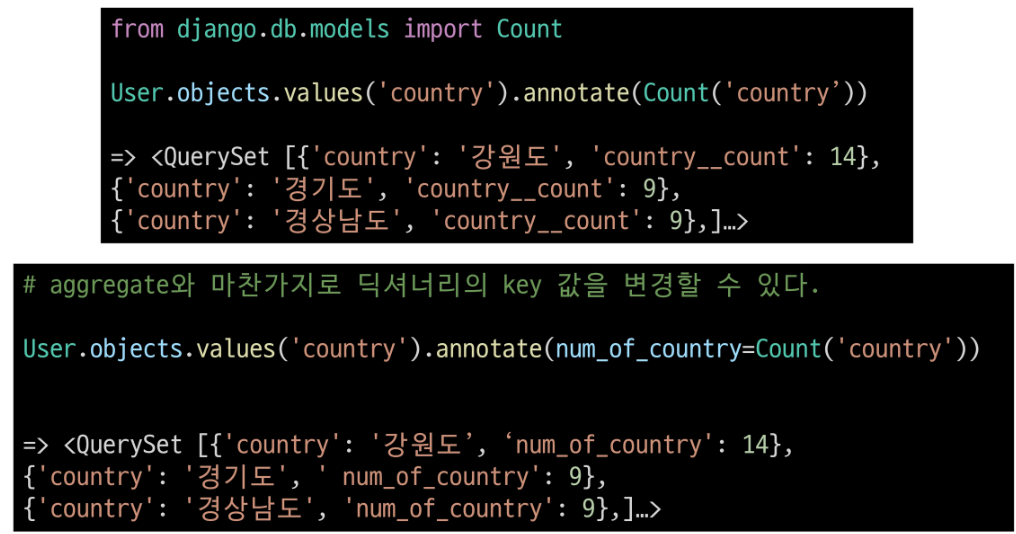 from django.db.models import Count
User.objects.values('country').annotate(Count('country’))
=> <QuerySet [{'country': '강원도', 'country__count': 14},
{'country': '경기도', 'country__count': 9},
{'country': '경상남도', 'country__count': 9},]…>
# aggregate와 마찬가지로 딕셔너리의 key 값을 변경할 수 있다.
User.objects.values('country').annotate(num_of_country=Count('country'))
=> <QuerySet [{'country': '강원도’, ‘num_of_country': 14},
{'country': '경기도', ' num_of_country': 9},
{'country': '경상남도', 'num_of_country': 9},]…>